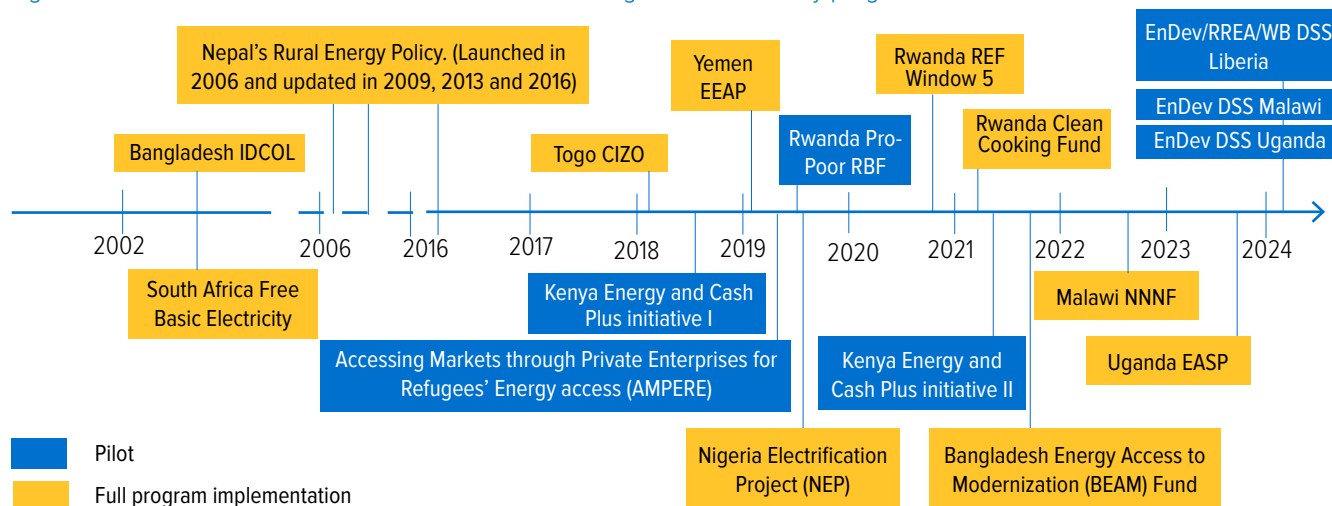 Nepal's Rural Energy Policy. (Launched in
2006 and updated in 2009, 2013 and 2016)
Yemen
EEAP
Rwanda REF
Window 5
EnDev/RREA/WB DSS
Liberia
EnDev DSS Malawi
EnDev DSS Uganda
Bangladesh IDCOL
Togo CIZO
Rwanda Pro-
Poor RBF
Rwanda Clean
Cooking Fund
2002
2006
2016
2017
2018
2019
2020
2021
2022
2023
2024
South Africa Free
Basic Electricity
Kenya Energy and Cash
Plus initiative I
Malawi NNNF
Accessing Markets through Private Enterprises for
Refugees' Energy access (AMPERE)
Kenya Energy and
Cash Plus initiative II
Uganda EASP
Nigeria Electrification
Project (NEP)
Bangladesh Energy Access to
Modernization (BEAM) Fund
Pilot
Full program implementation